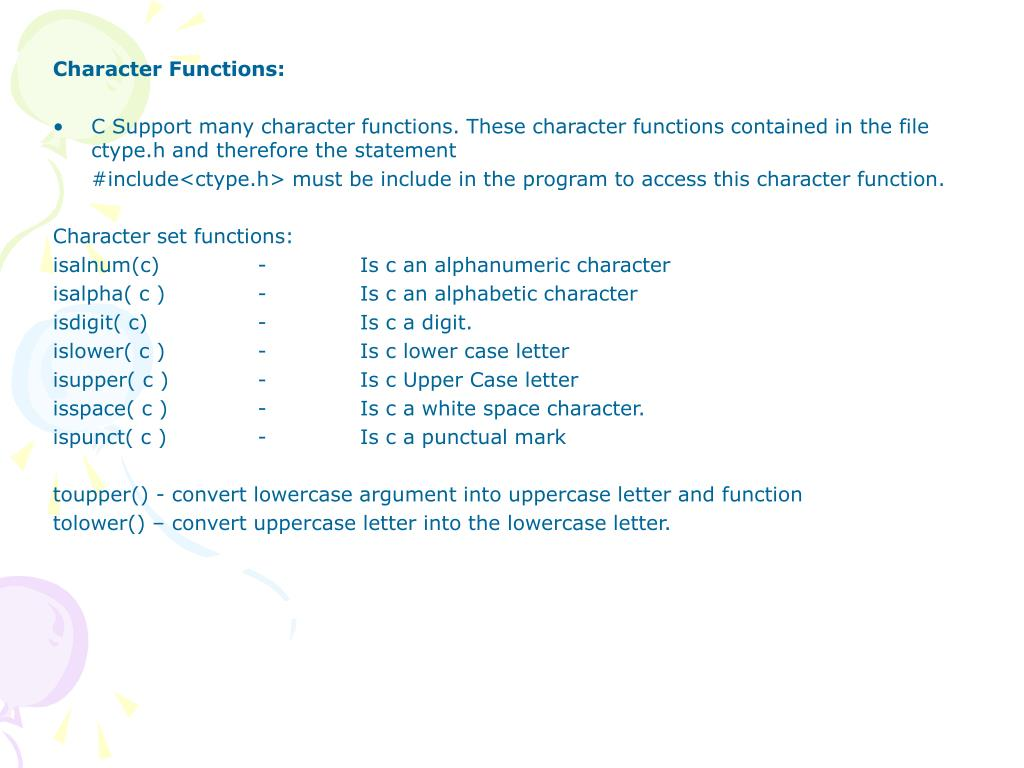 Character Functions:
• C Support many character functions. These character functions contained in the file
ctype.h and therefore the statement
#include<ctype.h> must be include in the program to access this character function.
Character set functions:
isalnum(c) - Is c an alphanumeric character
isalpha( c ) - Is c an alphabetic character
isdigit( c) - Is c a digit.
islower( c ) - Is c lower case letter
isupper( c ) - Is c Upper Case letter
isspace( c ) - Is c a white space character.
ispunct( c ) - Is c a punctual mark
toupper() - convert lowercase argument into uppercase letter and function
tolower() – convert uppercase letter into the lowercase letter.